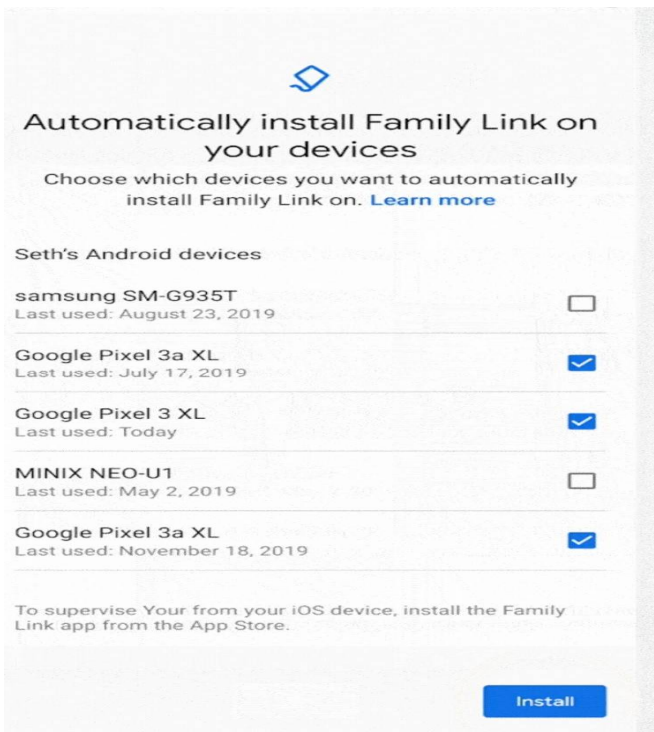 Automatically install Family Link on
your devices
Choose which devices you want to automatically
install Family Link on. Learn more
Seth's Android devices
samsung SM-G935T
Last used: August 23, 2019
Google Pixel 3a XL
Last used: July 17, 2019
Google Pixel 3 XL
Last used: Today
MINIX NEO-U1
Last used: May 2, 2019
Google Pixel 3a XL
Last used: November 18, 2019
To supervise Your from your iOS device, install the Family
Link app from the App Store.
Install